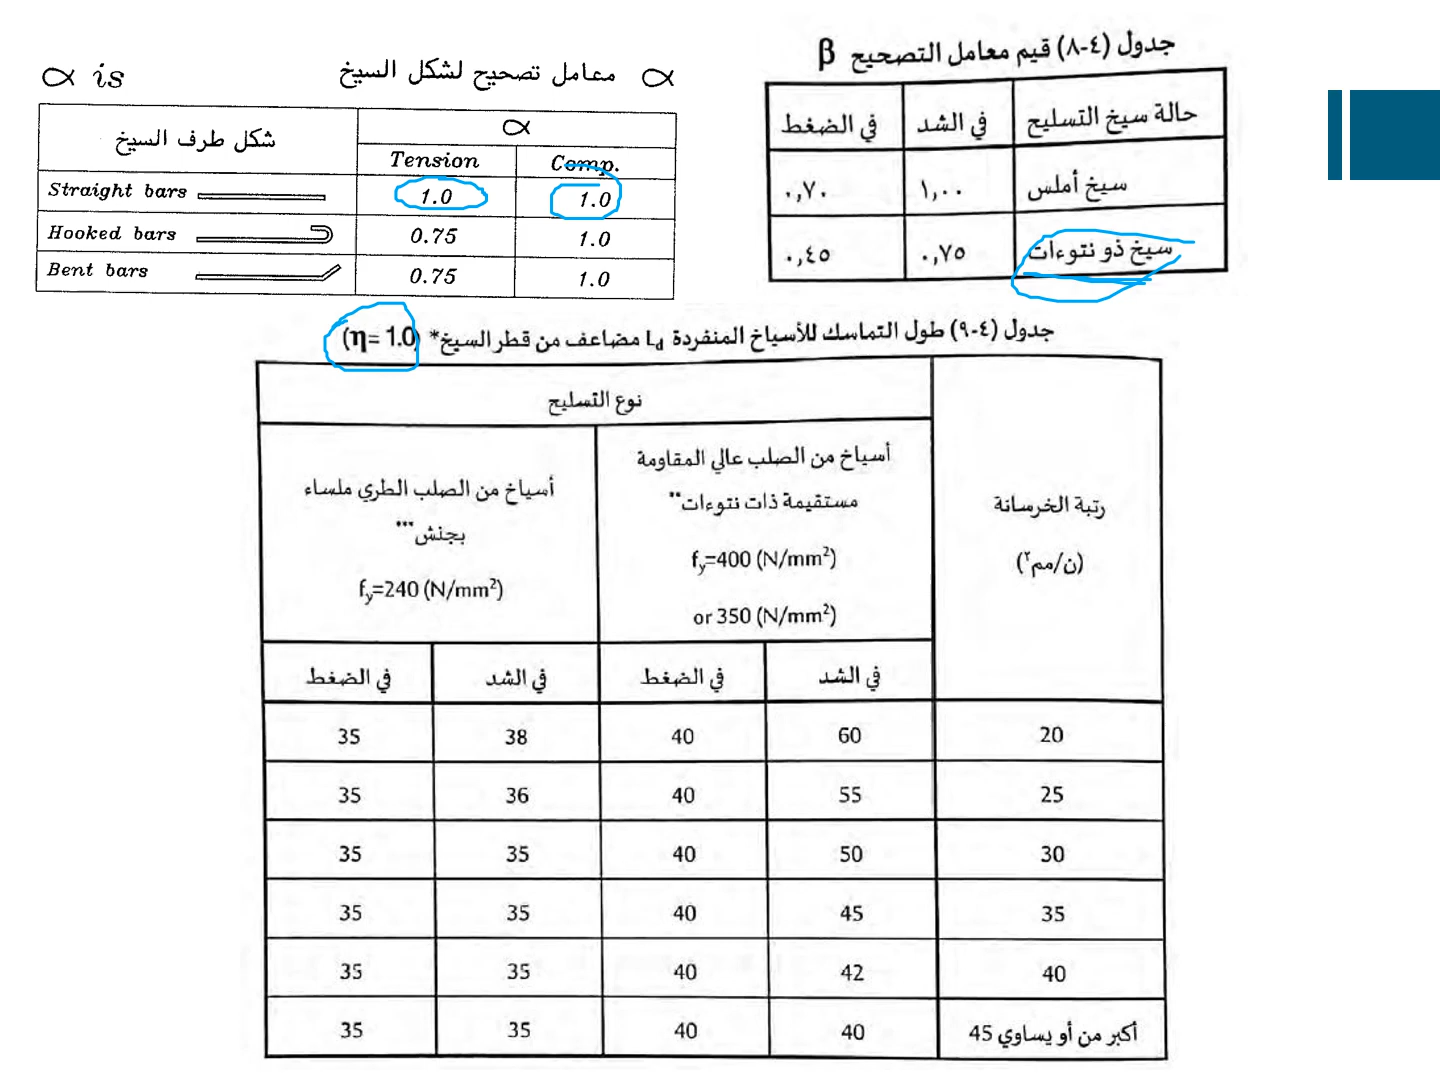 ∝ is
معامل تصحيح لشكل السيخ ∝
شكل طرف السيخ
∝
Tension Comp.
Straight bars 1.0 1.0
Hooked bars 0.75 1.0
Bent bars 0.75 1.0
جدول (٤-٨) قيم معامل التصحيح β
حالة سيخ التسليح في الشد في الضغط
سيخ أملس ١,٠٠ ٠,٧٠
سيخ ذو نتوءات ٠,٧٥ ٠,٤٥
جدول (٤-٩) طول التماسك للأسياخ المنفردة Ld مضاعف من قطر السيخ* (η= 1.0)
نوع التسليح
رتبة الخرسانة
(ن/مم٢)
أسياخ من الصلب عالي المقاومة
مستقيمة ذات نتوءات**
fy=400 (N/mm2)
or 350 (N/mm2)
أسياخ من الصلب الطري ملساء
بجنش***
fy=240 (N/mm2)
في الشد في الضغط في الشد في الضغط
20 60 40 38 35
25 55 40 36 35
30 50 40 35 35
35 45 40 35 35
40 42 40 35 35
أكبر من أو يساوي 45 40 40 35 35